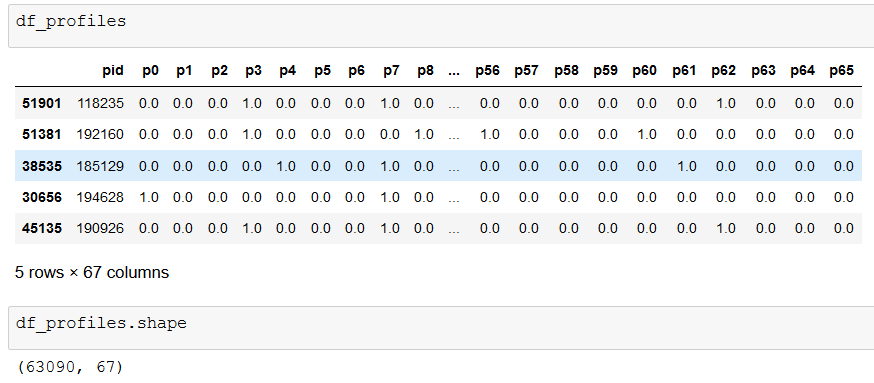 df_profiles
pid p0 p1 p2 p3 p4 p5 p6 p7 p8 ... p56 p57 p58 p59 p60 p61 p62 p63 p64 p65
51901 118235 0.0 0.0 0.0 1.0 0.0 0.0 0.0 1.0 0.0 ... 0.0 0.0 0.0 0.0 0.0 0.0 1.0 0.0 0.0 0.0
51381 192160 0.0 0.0 0.0 1.0 0.0 0.0 0.0 0.0 1.0 ... 1.0 0.0 0.0 0.0 1.0 0.0 0.0 0.0 0.0 0.0
38535 185129 0.0 0.0 0.0 0.0 1.0 0.0 0.0 1.0 0.0 ... 0.0 0.0 0.0 0.0 0.0 1.0 0.0 0.0 0.0 0.0
30656 194628 1.0 0.0 0.0 0.0 0.0 0.0 0.0 1.0 0.0 ... 0.0 0.0 0.0 0.0 0.0 0.0 0.0 0.0 0.0 0.0
45135 190926 0.0 0.0 0.0 1.0 0.0 0.0 0.0 1.0 0.0 ... 0.0 0.0 0.0 0.0 0.0 0.0 1.0 0.0 0.0 0.0
5 rows × 67 columns
df_profiles.shape
(63090, 67)